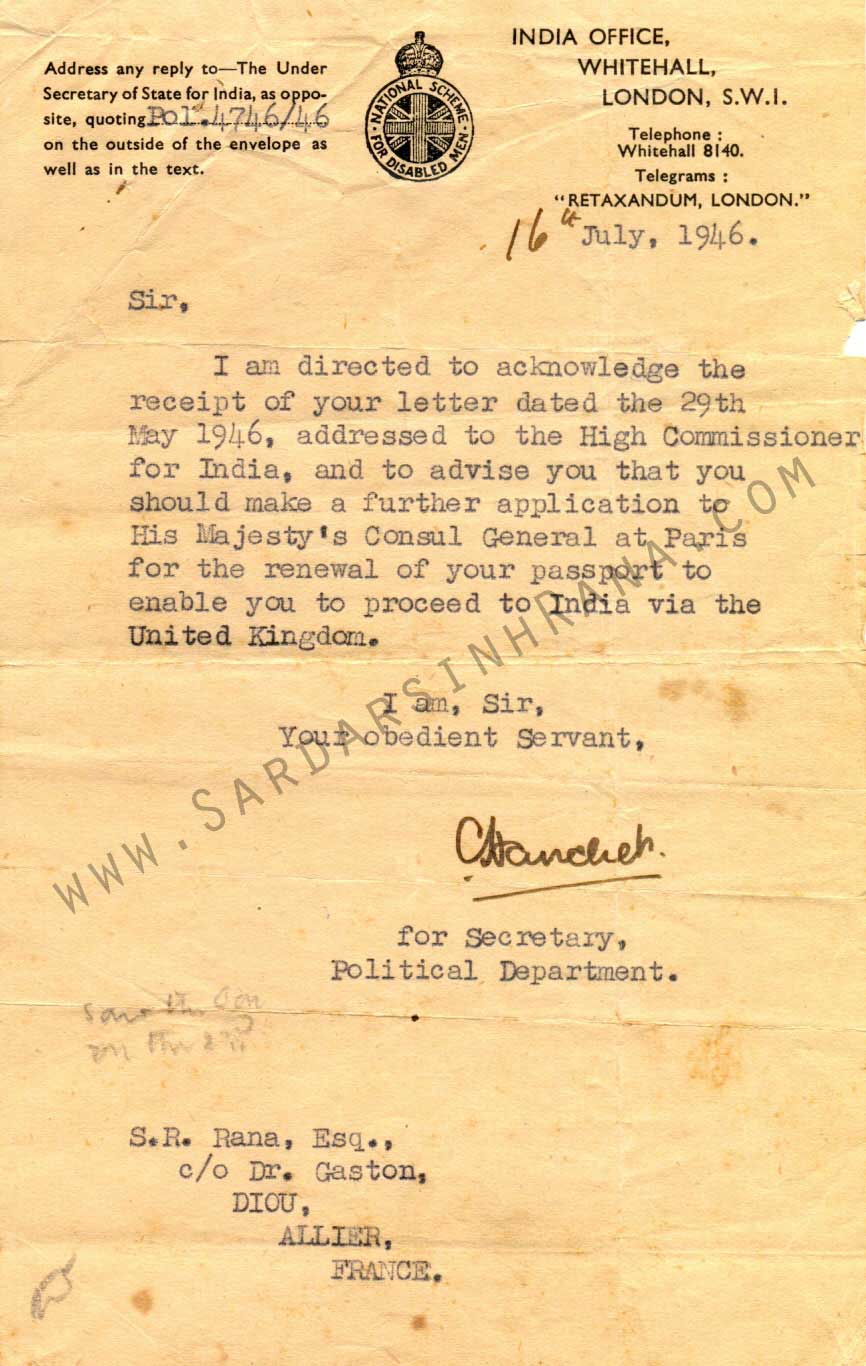 Address any reply to—The Under
Secretary of State for India, as oppo-
site, quoting Pol.4746/46
on the outside of the envelope as
well as in the text.
NATIONAL SCHEME
FOR DISABLED MEN
INDIA OFFICE,
WHITEHALL,
LONDON, S.W.1.
Telephone :
Whitehall 8140.
Telegrams :
"RETAXANDUM, LONDON."
16th July, 1946.
Sir,
I am directed to acknowledge the
receipt of your letter dated the 29th
May 1946, addressed to the High Commissioner
for India, and to advise you that you
should make a further application to
His Majesty's Consul General at Paris
for the renewal of your passport to
enable you to proceed to India via the
United Kingdom.
I am, Sir,
Your obedient Servant,
for Secretary,
Political Department.
on the
S.R. Rana, Esq.,
c/o Dr. Gaston,
DIOU,
ALLIER,
FRANCE.
WWW.SARDARSINHRANA.COM